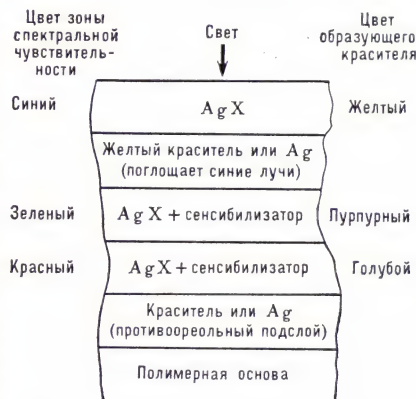 Цвет зоны
спектральной
чувствитель-
ности
Свет
Цвет
образующего
красителя
Синий
AgX
Желтый
Желтый краситель или Ag
(поглощает синие лучи)
Зеленый
AgX + сенсибилизатор
Пурпурный
Красный
AgX + сенсибилизатор
Голубой
Краситель или Ag
(противоореольный подслой)
Полимерная основа